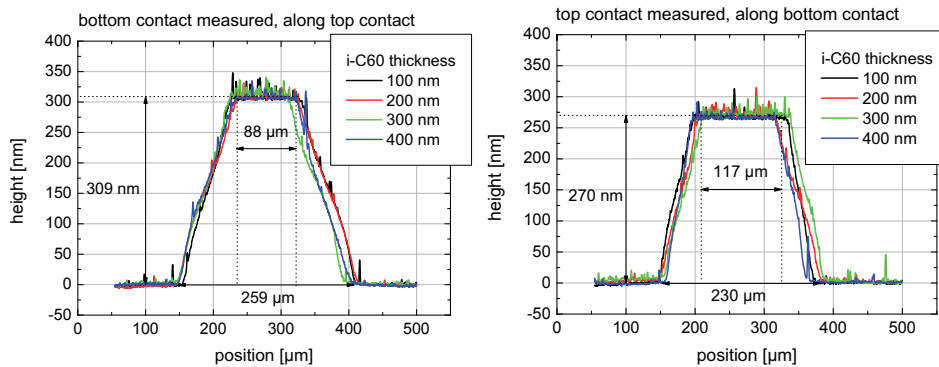 bottom contact measured, along top contact
i-C60 thickness
100 nm
200 nm
300 nm
400 nm
400
350
300
250
200
150
100
50
0
-50
height [nm]
309 nm
88 µm
259 µm
0
100
200
300
400
500
position [µm]
top contact measured, along bottom contact
i-C60 thickness
100 nm
200 nm
300 nm
400 nm
400
350
300
250
200
150
100
50
0
-50
height [nm]
270 nm
117 µm
230 µm
0
100
200
300
400
500
position [µm]